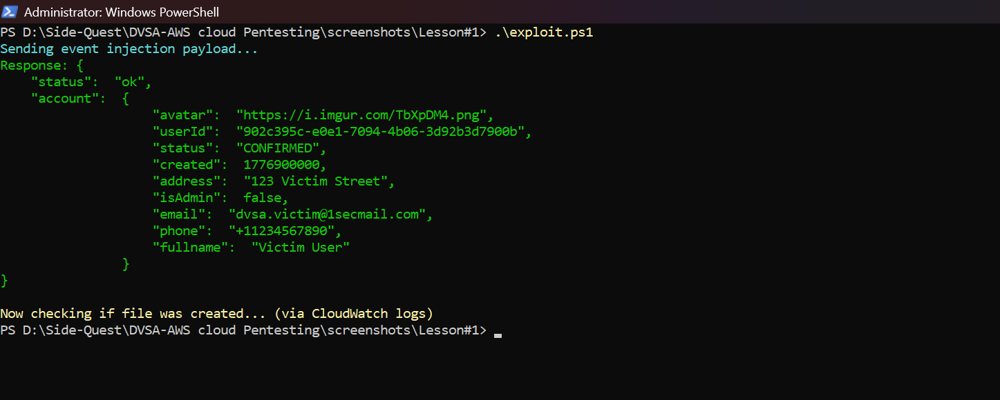 Administrator: Windows PowerShell
PS D:\Side-Quest\DVSA-AWS cloud Pentesting\screenshots\Lesson#1> .\exploit.ps1
Sending event injection payload...
Response: {
    "status":  "ok",
    "account":  {
                    "avatar":  "https://i.imgur.com/TbXpDM4.png",
                    "userId":  "902c395c-e0e1-7094-4b06-3d92b3d7900b",
                    "status":  "CONFIRMED",
                    "created":  1776900000,
                    "address":  "123 Victim Street",
                    "isAdmin":  false,
                    "email":  "dvsa.victim@1secmail.com",
                    "phone":  "+11234567890",
                    "fullname":  "Victim User"
                }
}
Now checking if file was created... (via CloudWatch logs)
PS D:\Side-Quest\DVSA-AWS cloud Pentesting\screenshots\Lesson#1>